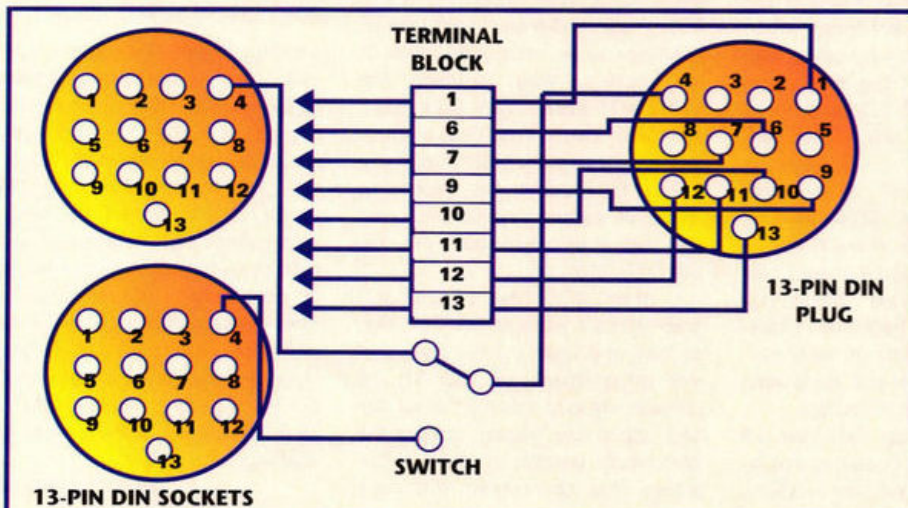 TERMINAL
BLOCK
1
6
7
9
10
11
12
13
1 2 3 4
5 6 7 8
9 10 11 12
13
1 2 3 4
5 6 7 8
9 10 11 12
13
13-PIN DIN SOCKETS
SWITCH
4 3 2 1
8 7 6 5
12 11 10 9
13
13-PIN DIN
PLUG